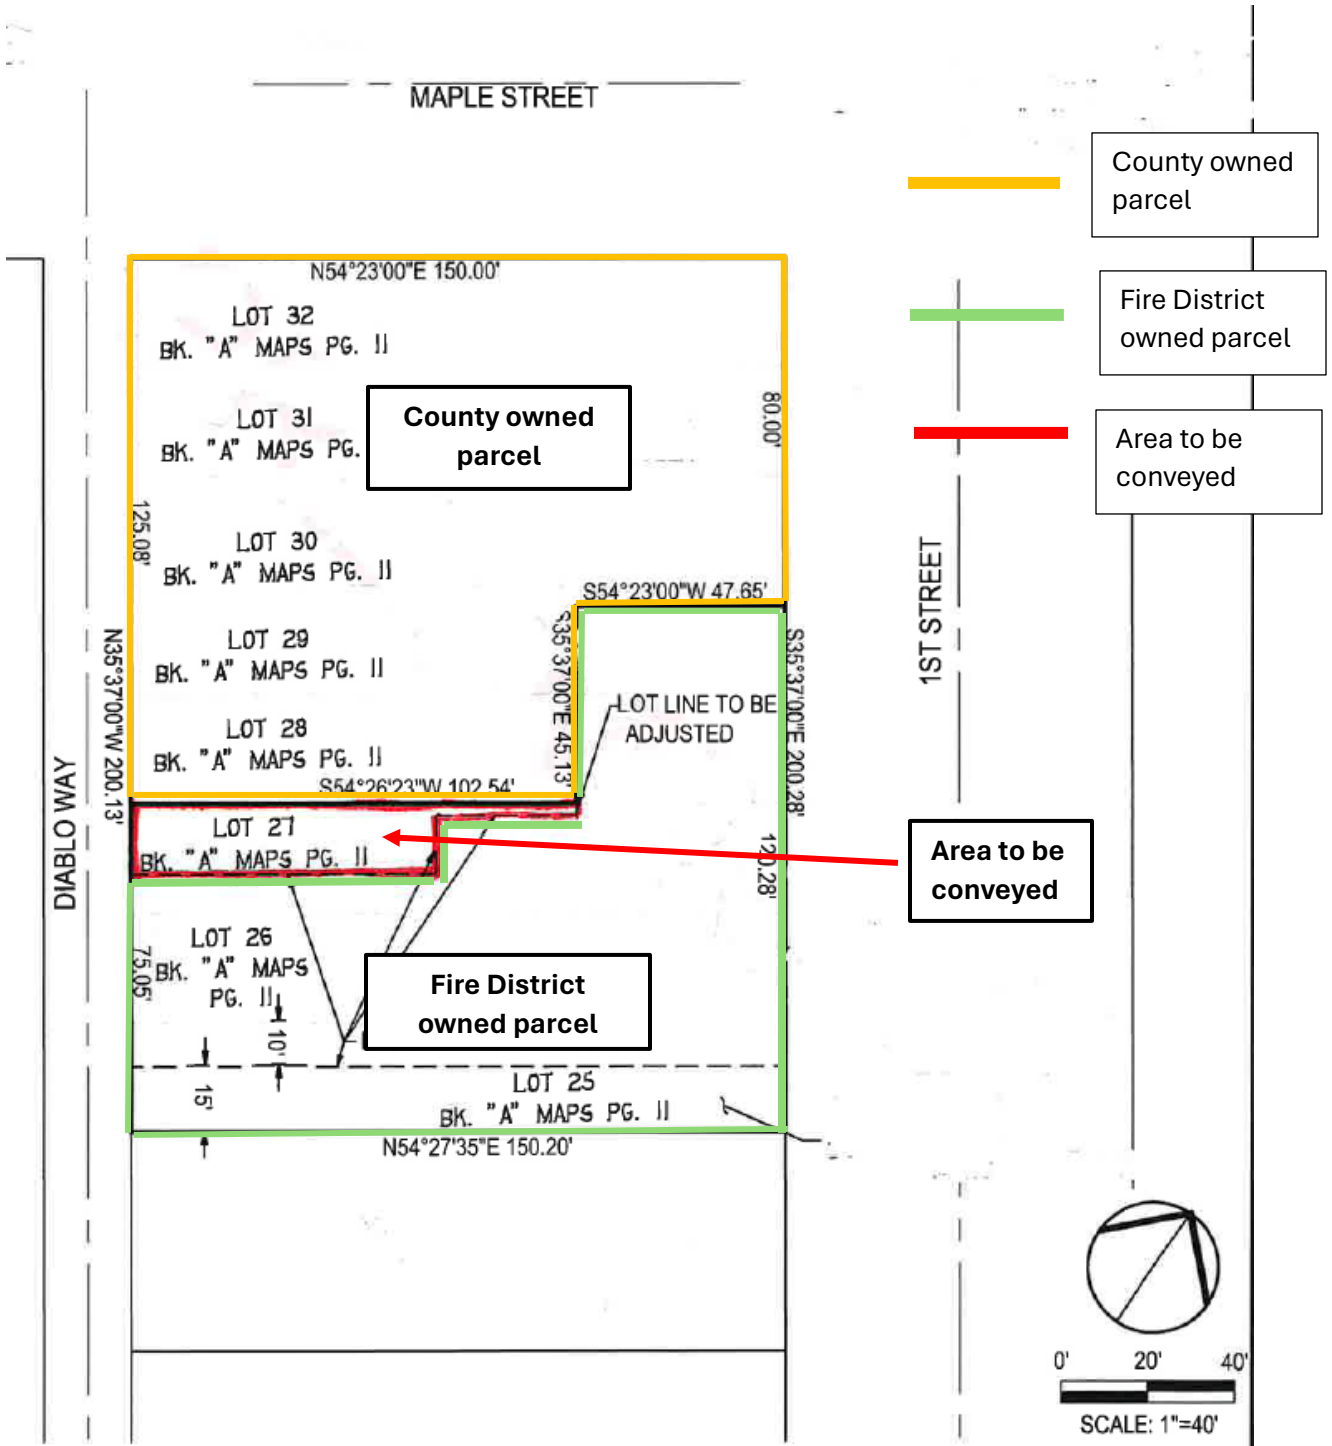 MAPLE STREET
County owned
parcel
N54°23'00"E 150.00'
LOT 32
BK. "A" MAPS PG. 11
Fire District
owned parcel
LOT 31
BK. "A" MAPS PG.
County owned
parcel
80.00'
Area to be
conveyed
125.08'
LOT 30
BK. "A" MAPS PG. 11
1ST STREET
S54°23'00"W 47.65'
S35°37'00"E 45.13'
N35°37'00"W 200.13'
LOT 29
BK. "A" MAPS PG. 11
S35°37'00"E 200.28'
LOT LINE TO BE
ADJUSTED
LOT 28
BK. "A" MAPS PG. 11
S54°26'23"W 102.54'
DIABLO WAY
LOT 27
BK. "A" MAPS PG. 11
120.28'
Area to be
conveyed
LOT 26
BK. "A" MAPS
PG. 11
75.05'
Fire District
owned parcel
10'
15'
LOT 25
BK. "A" MAPS PG. 11
N54°27'35"E 150.20'
0' 20' 40'
SCALE: 1"=40'